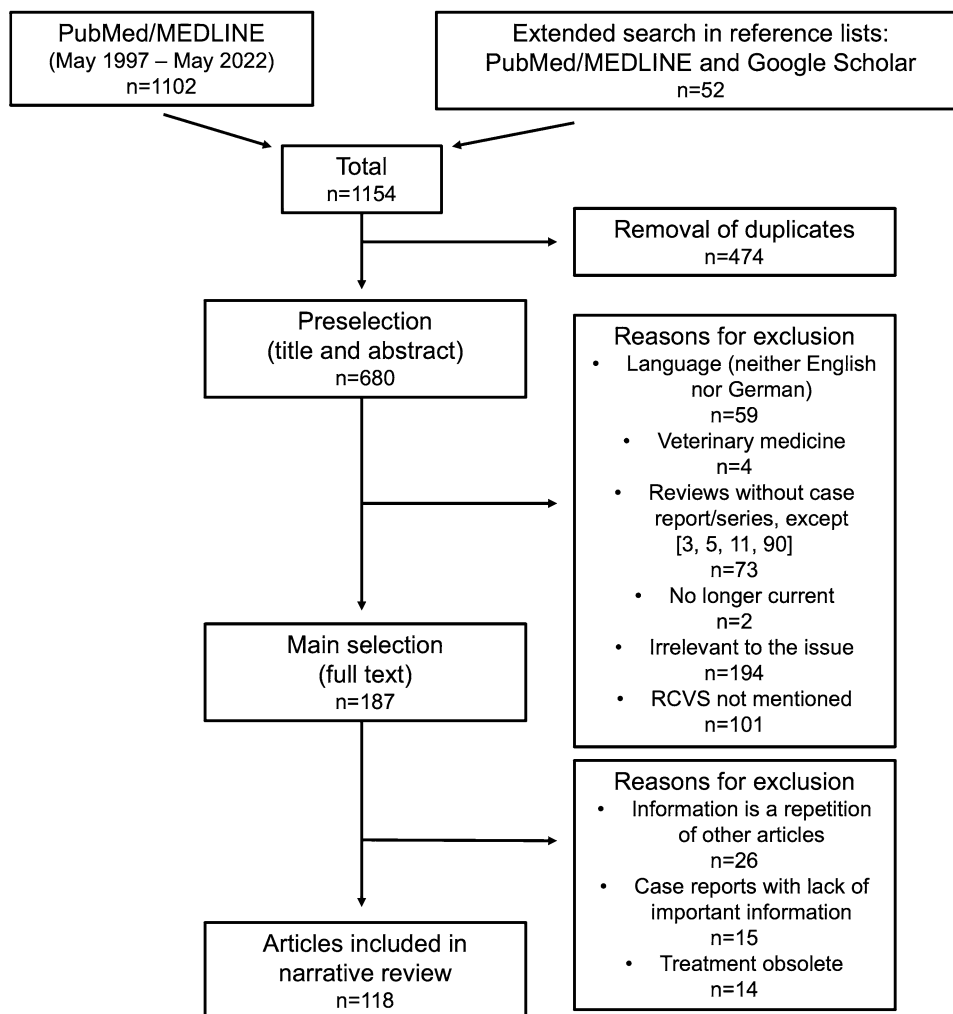 PubMed/MEDLINE
(May 1997 – May 2022)
n=1102
Extended search in reference lists:
PubMed/MEDLINE and Google Scholar
n=52
Total
n=1154
Removal of duplicates
n=474
Preselection
(title and abstract)
n=680
Reasons for exclusion
• Language (neither English
nor German)
n=59
• Veterinary medicine
n=4
• Reviews without case
report/series, except
[3, 5, 11, 90]
n=73
• No longer current
n=2
• Irrelevant to the issue
n=194
• RCVS not mentioned
n=101
Main selection
(full text)
n=187
Reasons for exclusion
• Information is a repetition
of other articles
n=26
• Case reports with lack of
important information
n=15
• Treatment obsolete
n=14
Articles included in
narrative review
n=118